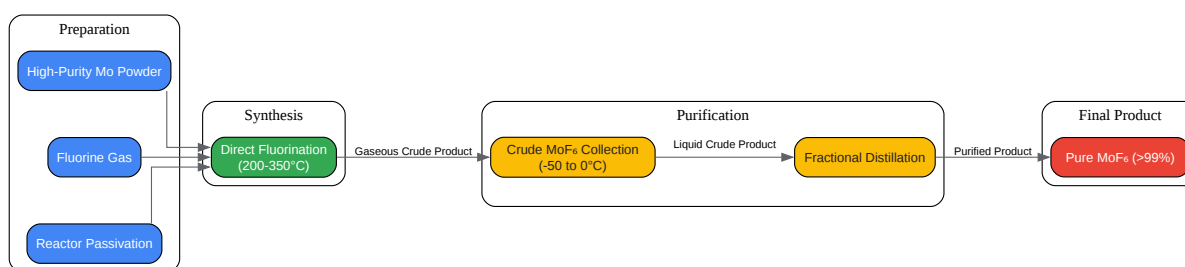 Preparation
High-Purity Mo Powder
Fluorine Gas
Reactor Passivation
Synthesis
Direct Fluorination
(200-350°C)
Gaseous Crude Product
Purification
Crude MoF₆ Collection
(-50 to 0°C)
Liquid Crude Product
Fractional Distillation
Purified Product
Final Product
Pure MoF₆ (>99%)